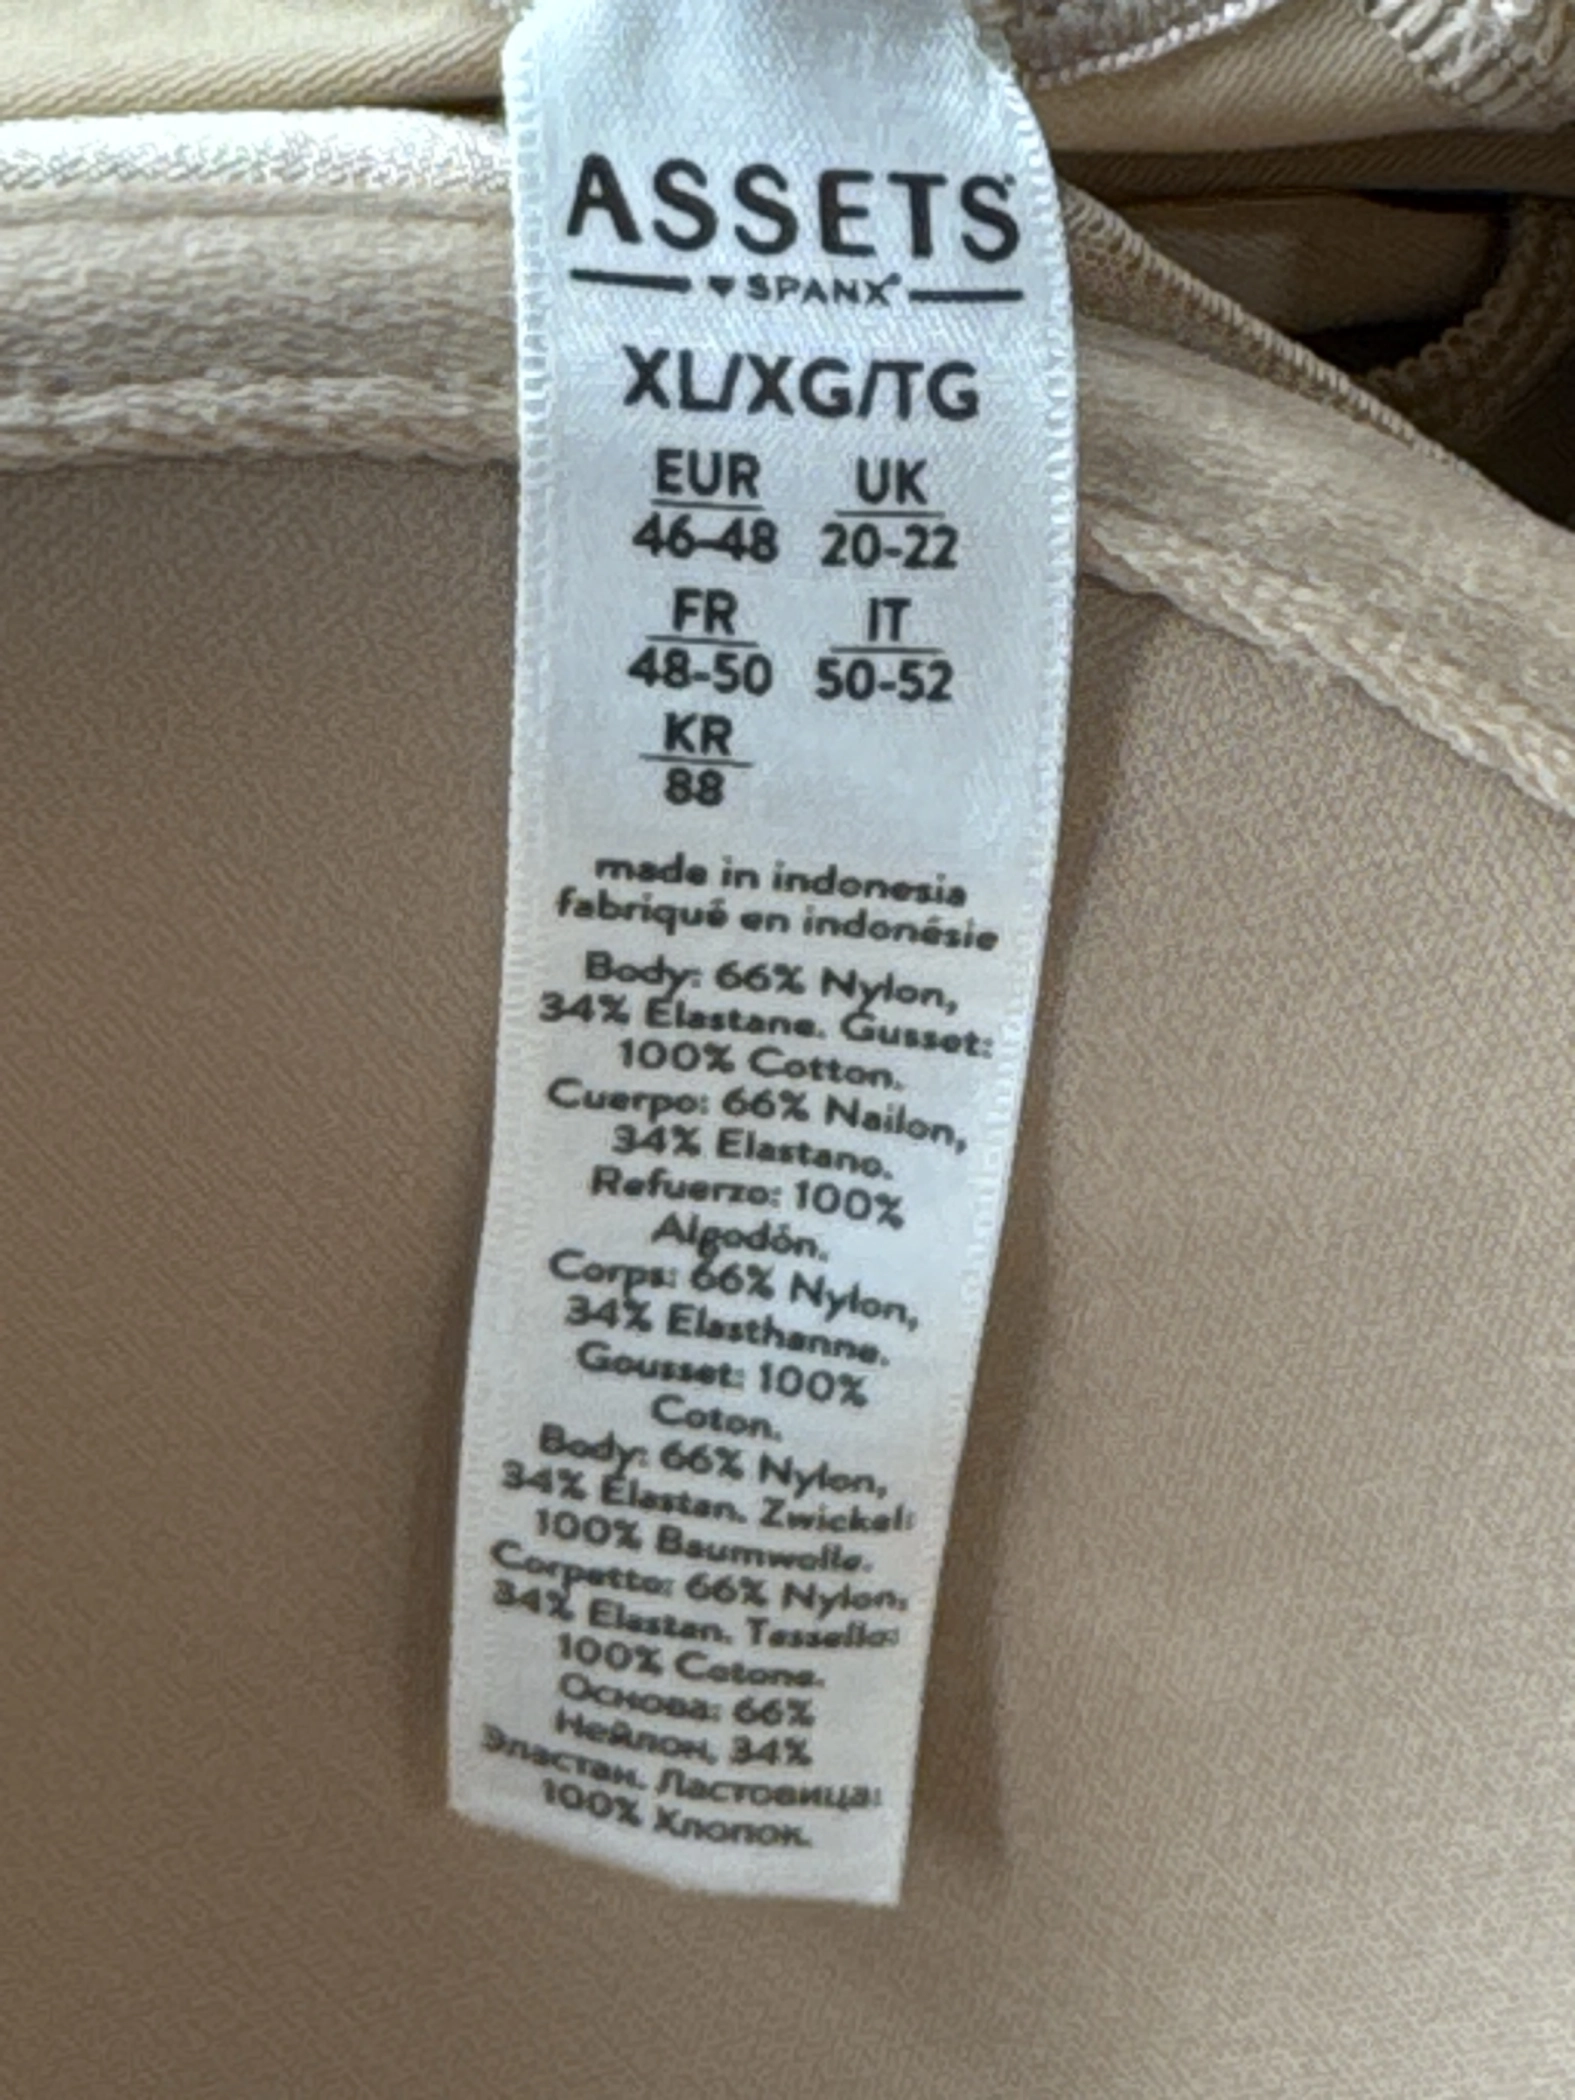 ASSETS
♥ SPANX®
XL/XG/TG
EUR UK
46-48 20-22
FR IT
48-50 50-52
KR
88
made in indonesia
fabriqué en indonésie
Body: 66% Nylon,
34% Elastane. Gusset:
100% Cotton.
Cuerpo: 66% Nailon,
34% Elastano.
Refuerzo: 100%
Algodón.
Corps: 66% Nylon,
34% Elasthanne.
Gousset: 100%
Coton.
Body: 66% Nylon,
34% Elastan. Zwickel:
100% Baumwolle.
Corpetto: 66% Nylon,
34% Elastan. Tassello:
100% Cotone.
Основа: 66%
Нейлон, 34%
Эластан. Ластовица:
100% Хлопок.